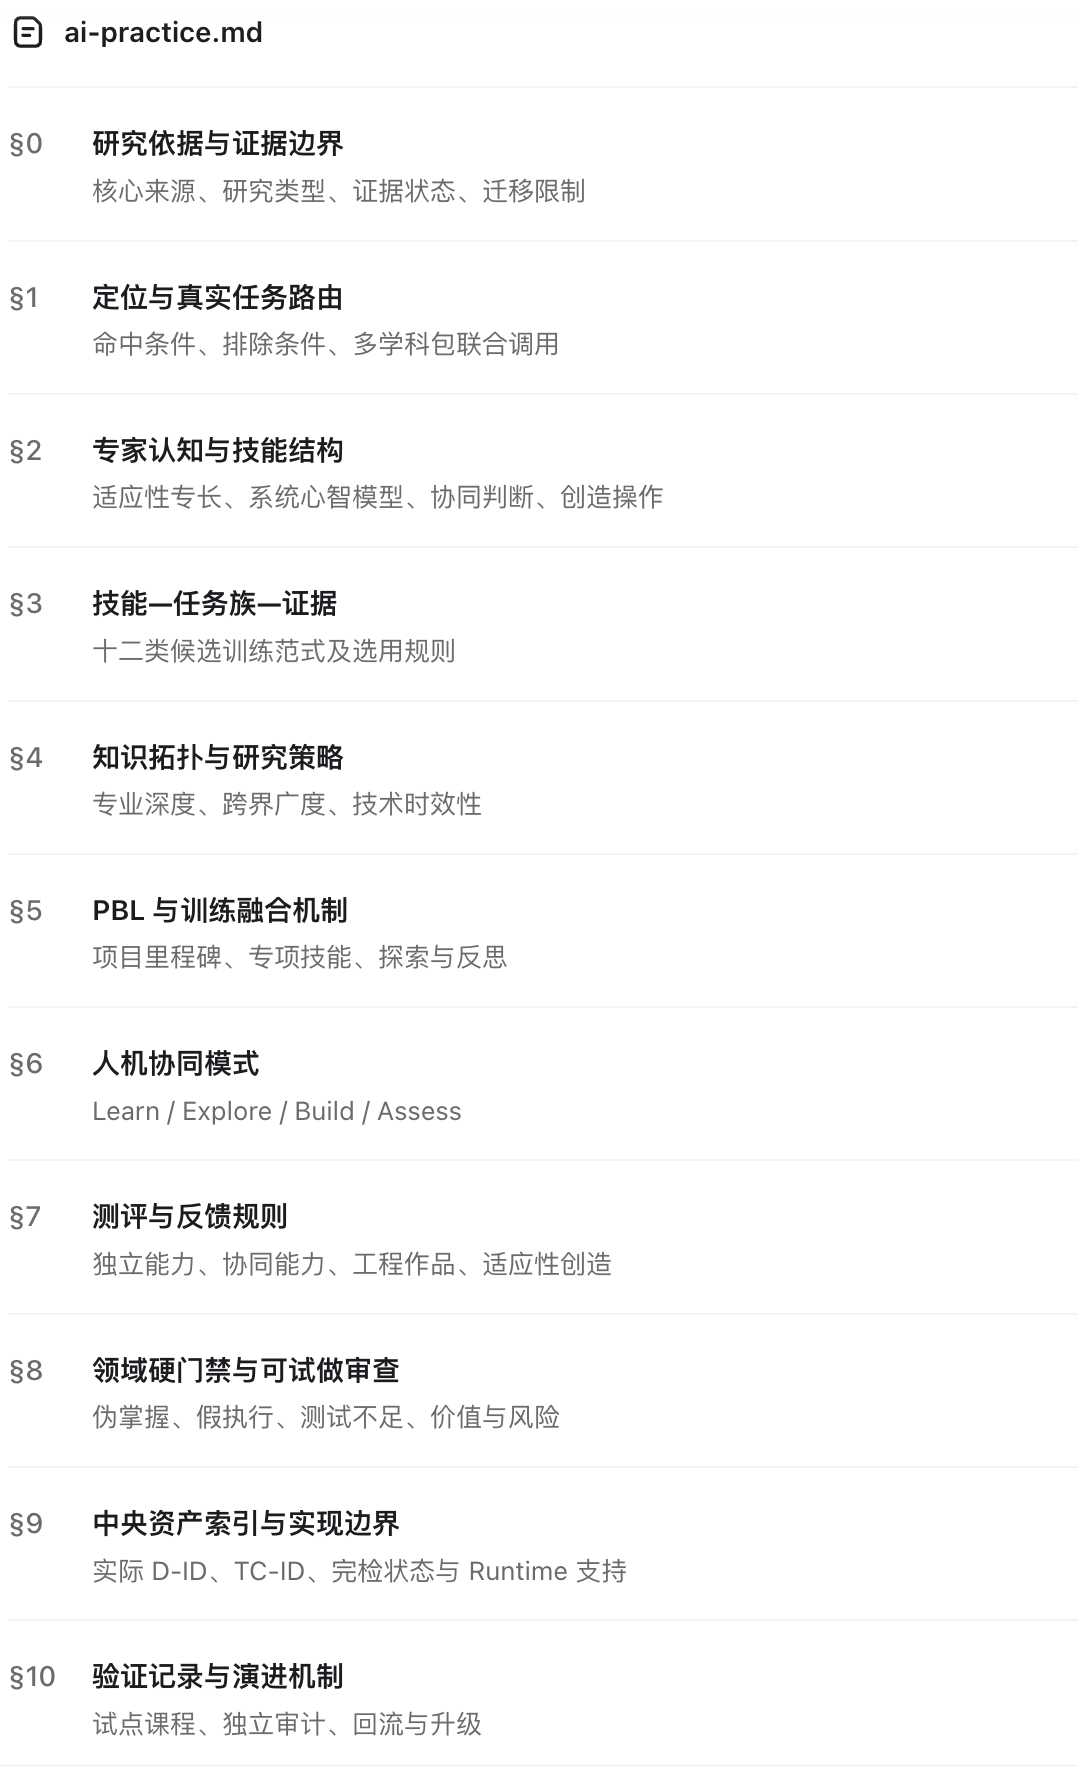 ai-practice.md
§0 研究依据与证据边界
核心来源、研究类型、证据状态、迁移限制
§1 定位与真实任务路由
命中条件、排除条件、多学科包联合调用
§2 专家认知与技能结构
适应性专长、系统心智模型、协同判断、创造操作
§3 技能—任务族—证据
十二类候选训练范式及选用规则
§4 知识拓扑与研究策略
专业深度、跨界广度、技术时效性
§5 PBL 与训练融合机制
项目里程碑、专项技能、探索与反思
§6 人机协同模式
Learn / Explore / Build / Assess
§7 测评与反馈规则
独立能力、协同能力、工程作品、适应性创造
§8 领域硬门禁与可试做审查
伪掌握、假执行、测试不足、价值与风险
§9 中央资产索引与实现边界
实际 D-ID、TC-ID、完检状态与 Runtime 支持
§10 验证记录与演进机制
试点课程、独立审计、回流与升级